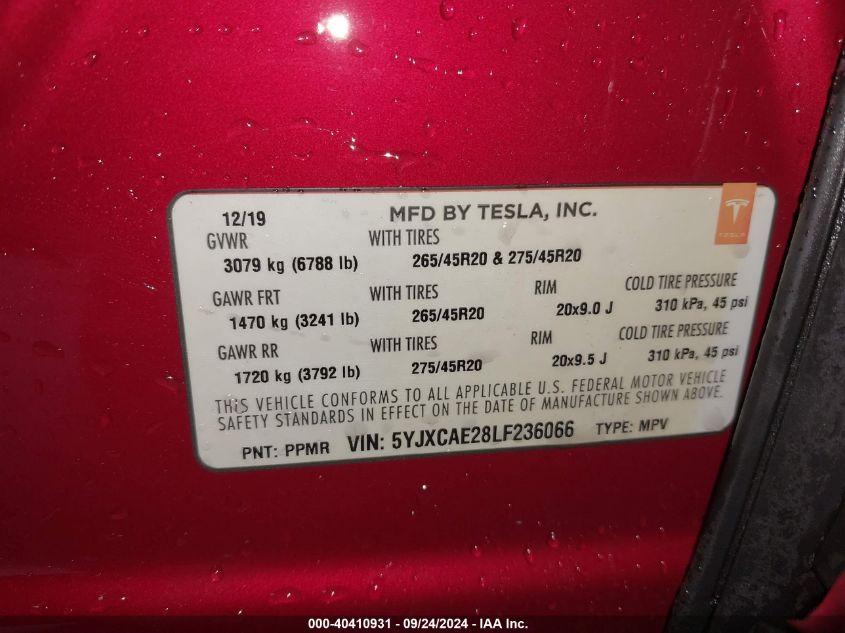 12/19 MFD BY TESLA, INC.
TESLA
GVWR WITH TIRES
3079 kg (6788 lb) 265/45R20 & 275/45R20
GAWR FRT WITH TIRES RIM COLD TIRE PRESSURE
1470 kg (3241 lb) 265/45R20 20x9.0 J 310 kPa, 45 psi
GAWR RR WITH TIRES RIM COLD TIRE PRESSURE
1720 kg (3792 lb) 275/45R20 20x9.5 J 310 kPa, 45 psi
THIS VEHICLE CONFORMS TO ALL APPLICABLE U.S. FEDERAL MOTOR VEHICLE
SAFETY STANDARDS IN EFFECT ON THE DATE OF MANUFACTURE SHOWN ABOVE.
PNT: PPMR VIN: 5YJXCAE28LF236066 TYPE: MPV
000-40410931 - 09/24/2024 - IAA Inc.